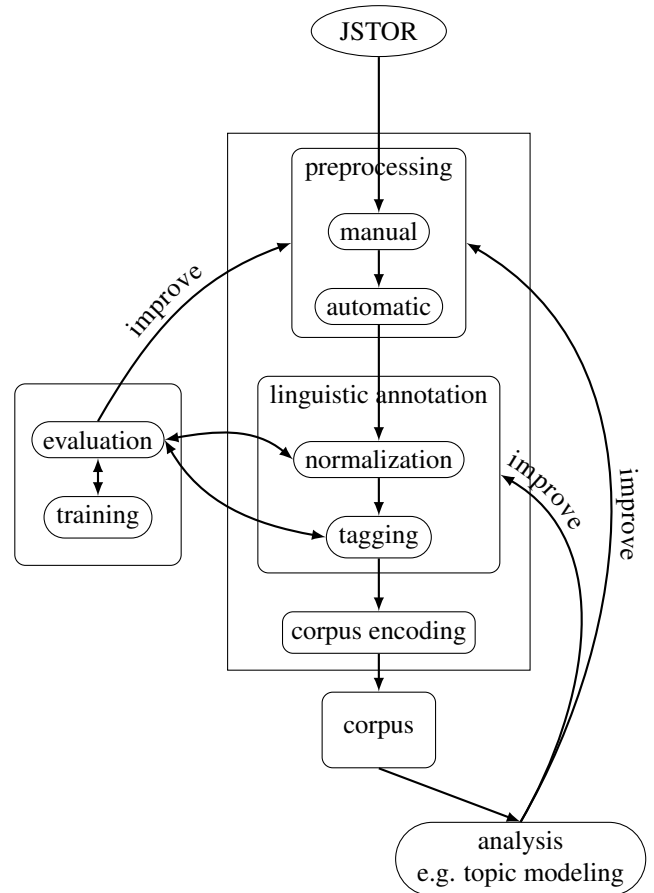 JSTOR
preprocessing
manual
automatic
improve
linguistic annotation
evaluation
normalization
training
tagging
improve
improve
corpus encoding
corpus
analysis
e.g. topic modeling